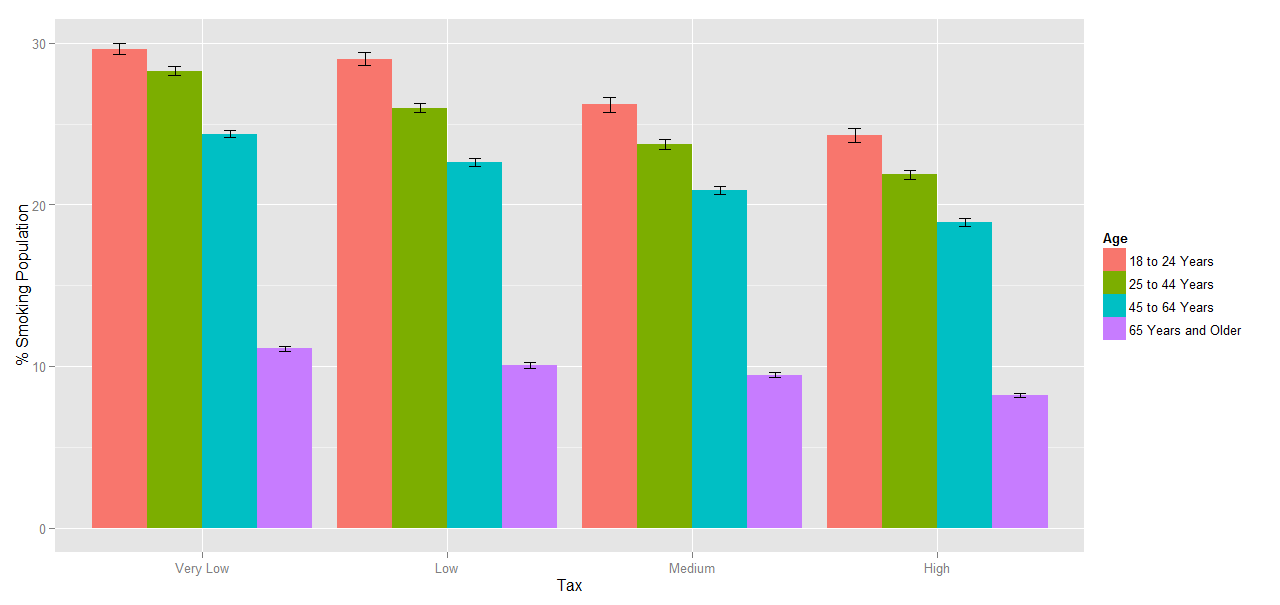 % Smoking Population
30
20
10
0
Very Low
Low
Medium
High
Tax
Age
18 to 24 Years
25 to 44 Years
45 to 64 Years
65 Years and Older